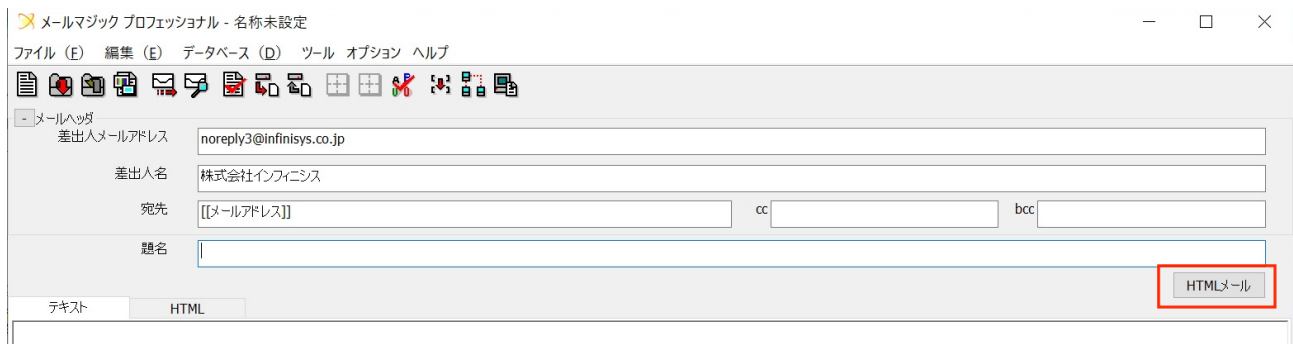 メールマジック プロフェッショナル - 名称未設定
ファイル (F) 編集 (E) データベース (D) ツール オプション ヘルプ
- メールヘッダ
差出人メールアドレス noreply3@infinisys.co.jp
差出人名 株式会社インフィニシス
宛先 [[メールアドレス]] cc bcc
題名
HTMLメール
テキスト HTML